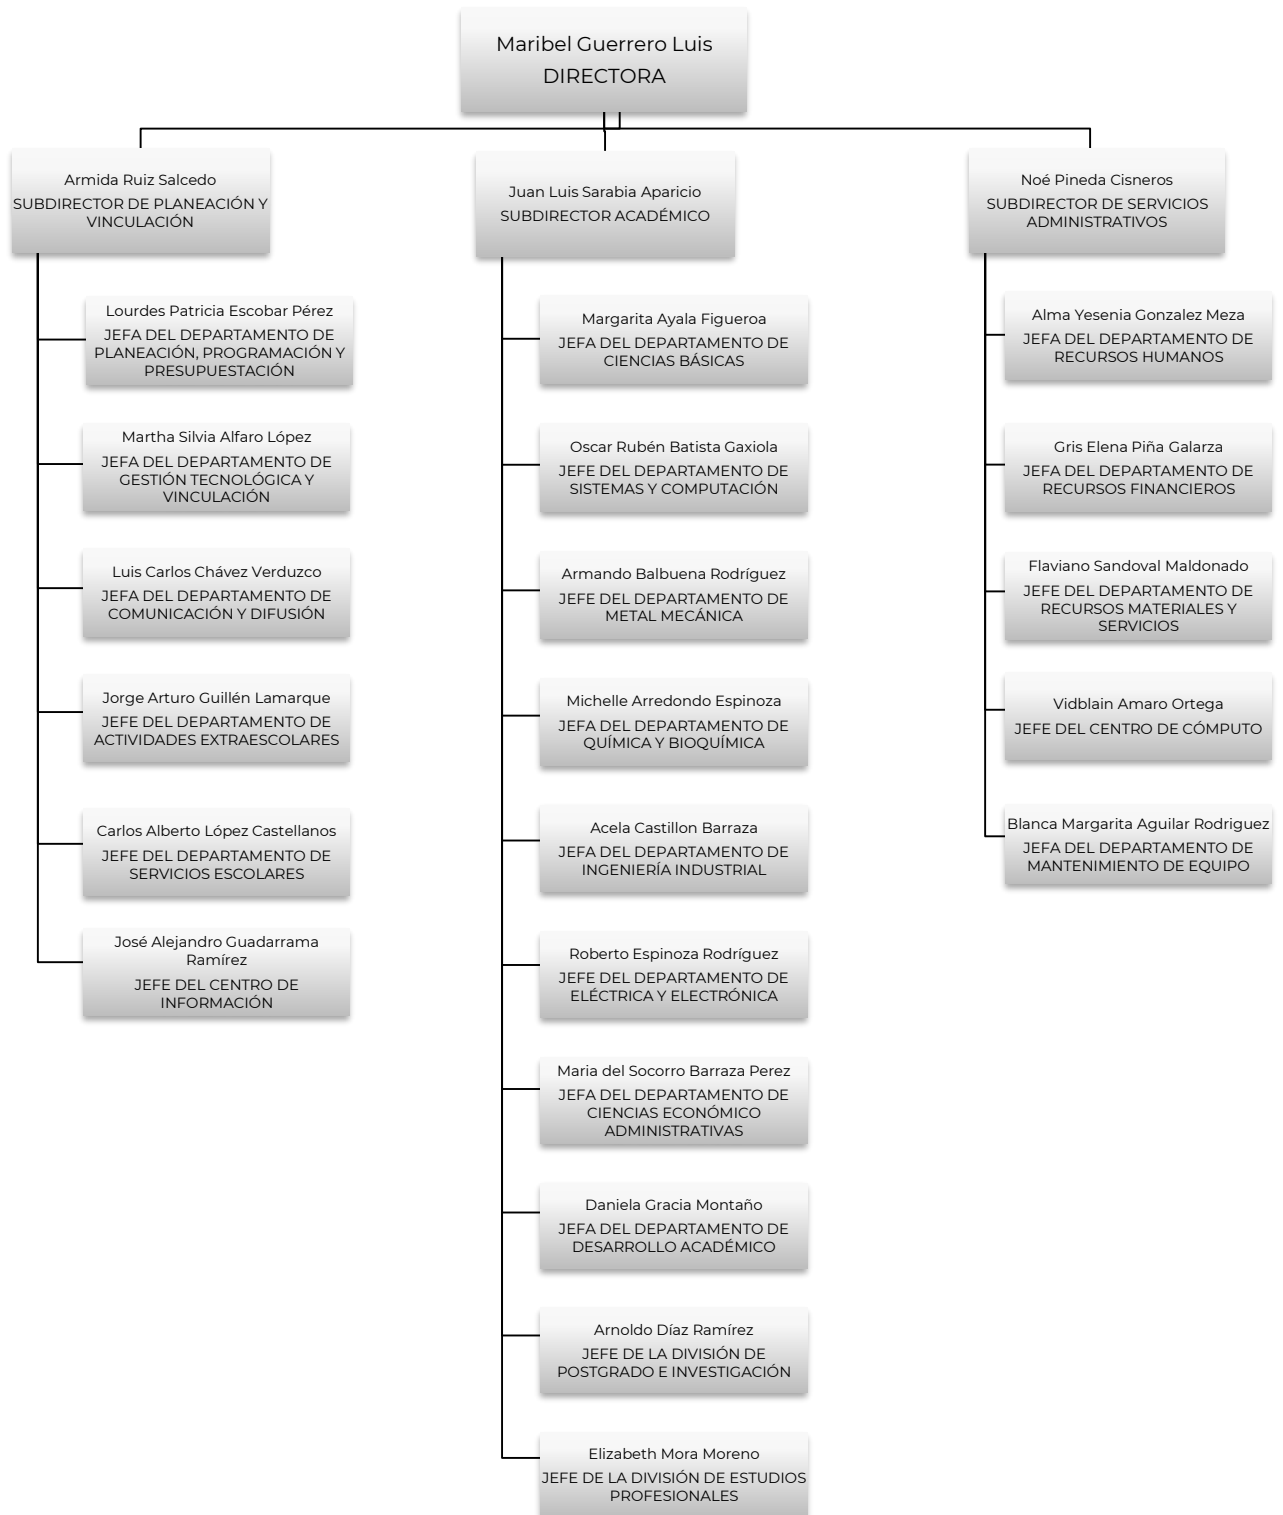 Maribel Guerrero Luis
DIRECTORA
Armida Ruiz Salcedo
SUBDIRECTOR DE PLANEACIÓN Y
VINCULACIÓN
Lourdes Patricia Escobar Pérez
JEFA DEL DEPARTAMENTO DE
PLANEACIÓN, PROGRAMACIÓN Y
PRESUPUESTACIÓN
Martha Silvia Alfaro López
JEFA DEL DEPARTAMENTO DE
GESTIÓN TECNOLÓGICA Y
VINCULACIÓN
Luis Carlos Chávez Verduzco
JEFA DEL DEPARTAMENTO DE
COMUNICACIÓN Y DIFUSIÓN
Jorge Arturo Guillén Lamarque
JEFE DEL DEPARTAMENTO DE
ACTIVIDADES EXTRAESCOLARES
Carlos Alberto López Castellanos
JEFE DEL DEPARTAMENTO DE
SERVICIOS ESCOLARES
José Alejandro Guadarrama
Ramírez
JEFE DEL CENTRO DE
INFORMACIÓN
Juan Luis Sarabia Aparicio
SUBDIRECTOR ACADÉMICO
Margarita Ayala Figueroa
JEFA DEL DEPARTAMENTO DE
CIENCIAS BÁSICAS
Oscar Rubén Batista Gaxiola
JEFE DEL DEPARTAMENTO DE
SISTEMAS Y COMPUTACIÓN
Armando Balbuena Rodríguez
JEFE DEL DEPARTAMENTO DE
METAL MECÁNICA
Michelle Arredondo Espinoza
JEFA DEL DEPARTAMENTO DE
QUÍMICA Y BIOQUÍMICA
Acela Castillon Barraza
JEFA DEL DEPARTAMENTO DE
INGENIERÍA INDUSTRIAL
Roberto Espinoza Rodríguez
JEFE DEL DEPARTAMENTO DE
ELÉCTRICA Y ELECTRÓNICA
Maria del Socorro Barraza Perez
JEFA DEL DEPARTAMENTO DE
CIENCIAS ECONÓMICO
ADMINISTRATIVAS
Daniela Gracia Montaño
JEFA DEL DEPARTAMENTO DE
DESARROLLO ACADÉMICO
Arnoldo Díaz Ramírez
JEFE DE LA DIVISIÓN DE
POSTGRADO E INVESTIGACIÓN
Elizabeth Mora Moreno
JEFE DE LA DIVISIÓN DE ESTUDIOS
PROFESIONALES
Noé Pineda Cisneros
SUBDIRECTOR DE SERVICIOS
ADMINISTRATIVOS
Alma Yesenia Gonzalez Meza
JEFA DEL DEPARTAMENTO DE
RECURSOS HUMANOS
Gris Elena Piña Galarza
JEFA DEL DEPARTAMENTO DE
RECURSOS FINANCIEROS
Flaviano Sandoval Maldonado
JEFE DEL DEPARTAMENTO DE
RECURSOS MATERIALES Y
SERVICIOS
Vidblain Amaro Ortega
JEFE DEL CENTRO DE CÓMPUTO
Blanca Margarita Aguilar Rodriguez
JEFA DEL DEPARTAMENTO DE
MANTENIMIENTO DE EQUIPO